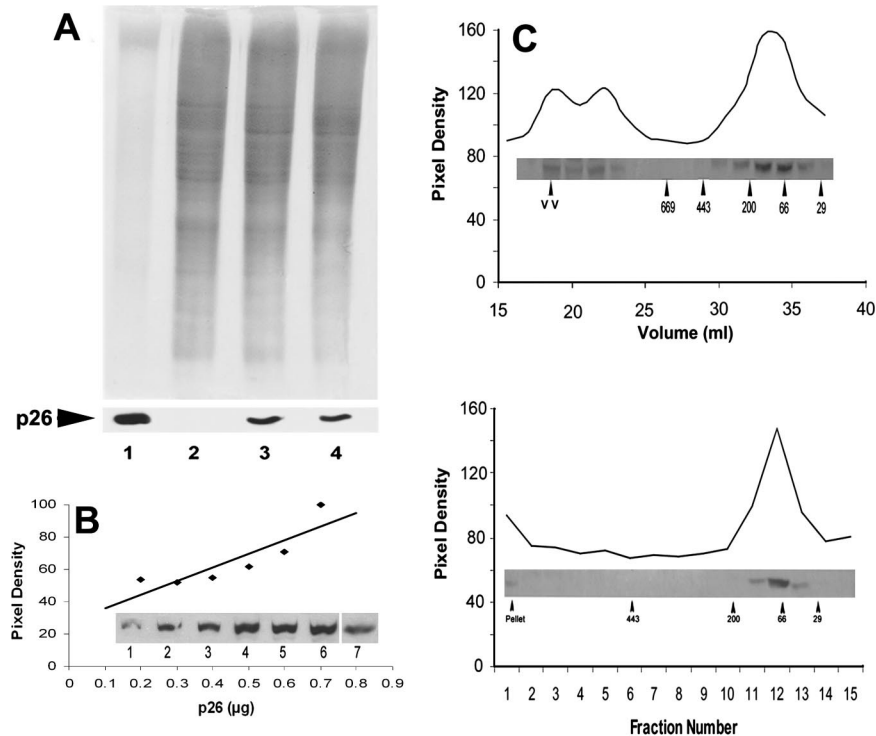 A
p26
1 2 3 4
B
Pixel Density
100
80
60
40
20
0
1 2 3 4 5 6 7
0 0.1 0.2 0.3 0.4 0.5 0.6 0.7 0.8 0.9
p26 (µg)
C
Pixel Density
160
120
80
40
0
V V 669 443 200 66 29
15 20 25 30 35 40
Volume (ml)
Pixel Density
160
120
80
40
0
Pellet 443 200 66 29
1 2 3 4 5 6 7 8 9 10 11 12 13 14 15
Fraction Number